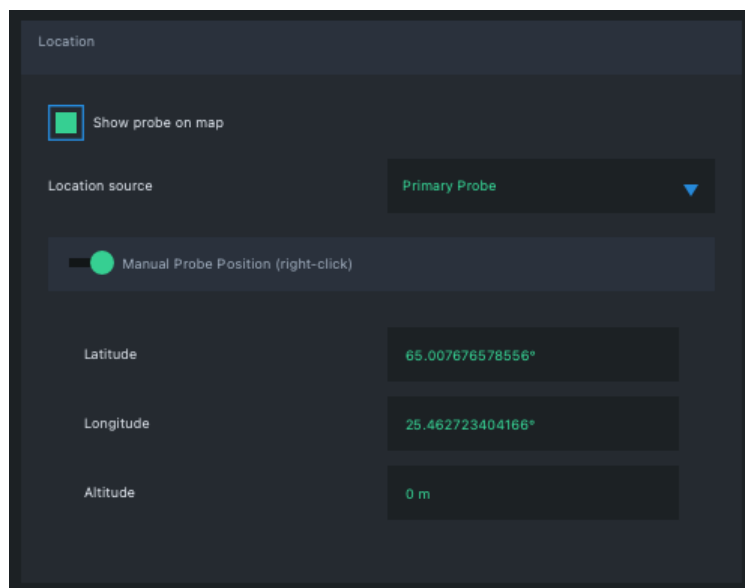 Location
Show probe on map
Location source
Primary Probe
Manual Probe Position (right-click)
Latitude
65.007676578556°
Longitude
25.462723404166°
Altitude
0 m